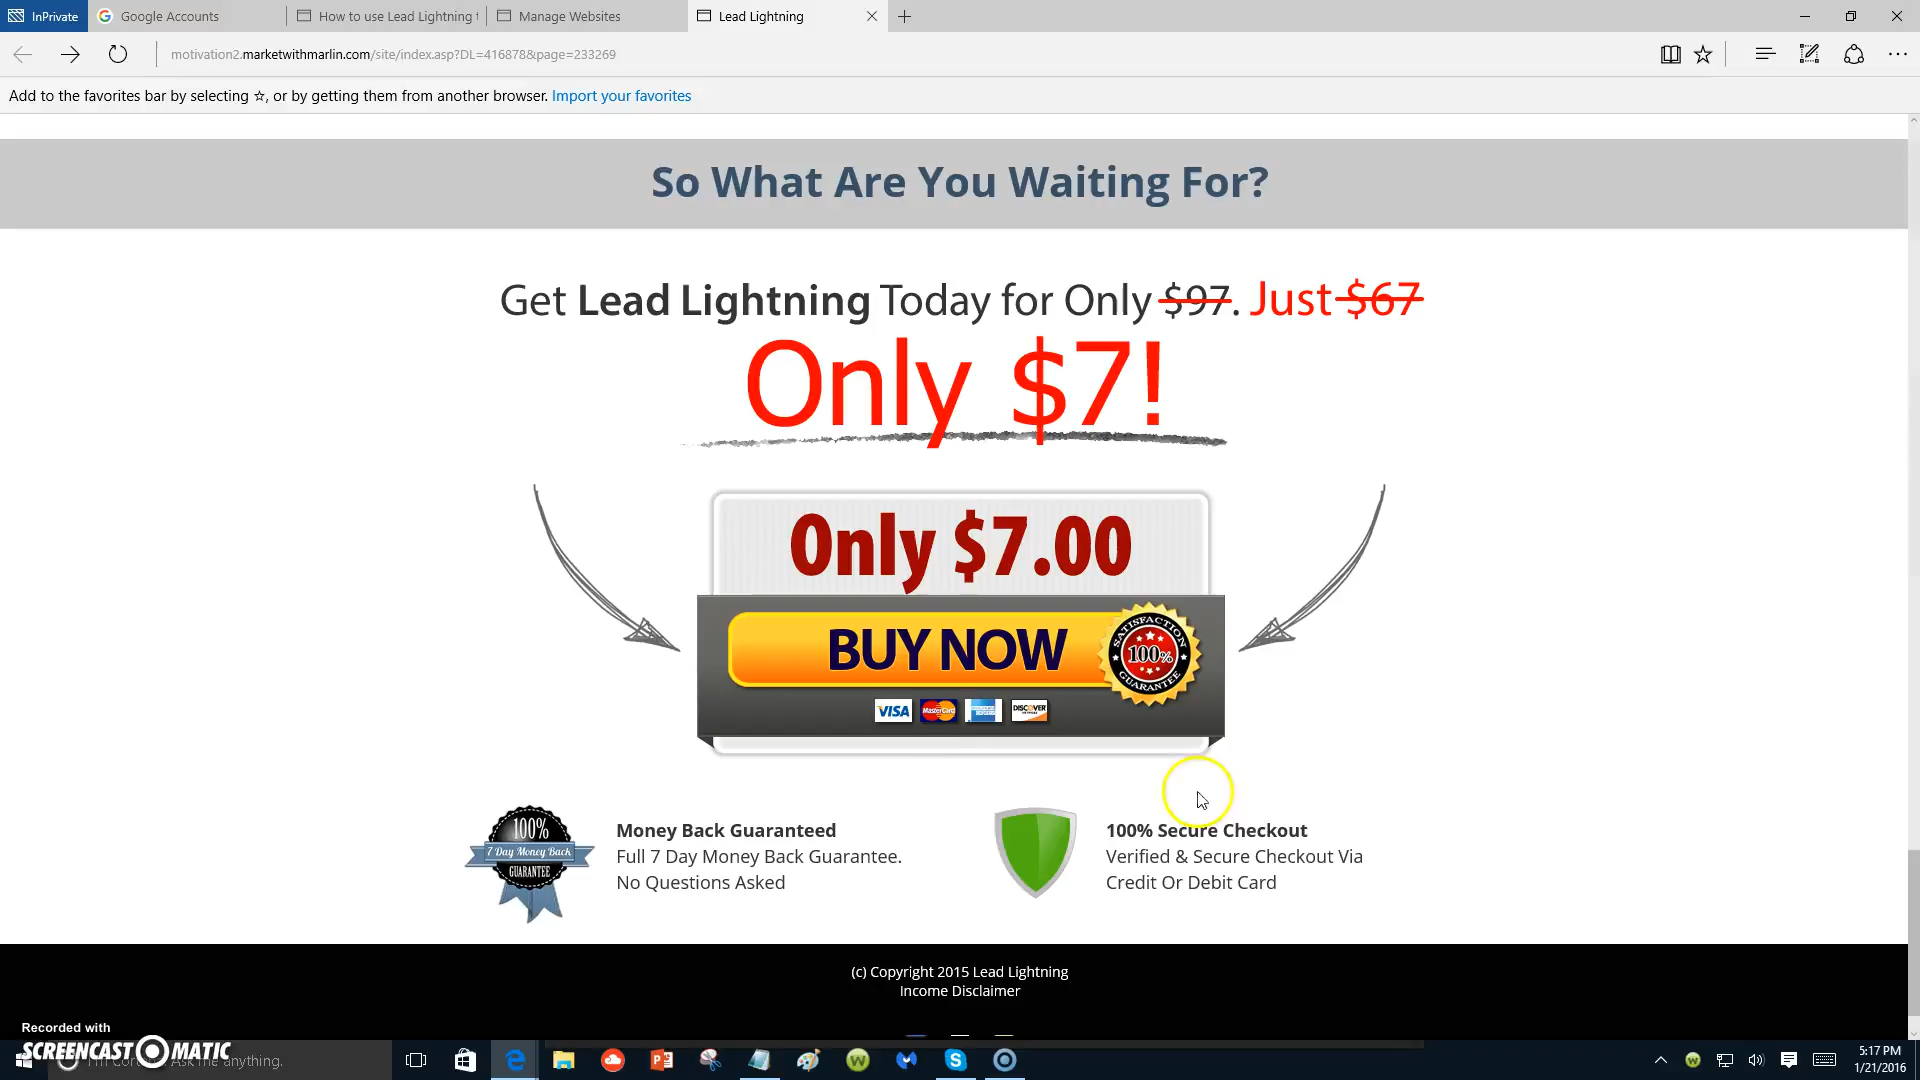 InPrivate
Google Accounts
How to use Lead Lightning
Manage Websites
Lead Lightning
motivation2.marketwithmarlin.com/site/index.asp?DL=416878&page=233269
Add to the favorites bar by selecting ☆, or by getting them from another browser. Import your favorites
So What Are You Waiting For?
Get Lead Lightning Today for Only $97. Just $67
Only $7!
Only $7.00
BUY NOW
SATISFACTION
100%
GUARANTEE
VISA
MasterCard
DISCOVER
100%
7 Day Money Back
GUARANTEE
Money Back Guaranteed
Full 7 Day Money Back Guarantee.
No Questions Asked
100% Secure Checkout
Verified & Secure Checkout Via
Credit Or Debit Card
(c) Copyright 2015 Lead Lightning
Income Disclaimer
Recorded with
SCREENCAST MATIC
Ask me anything.
5:17 PM
1/21/2016